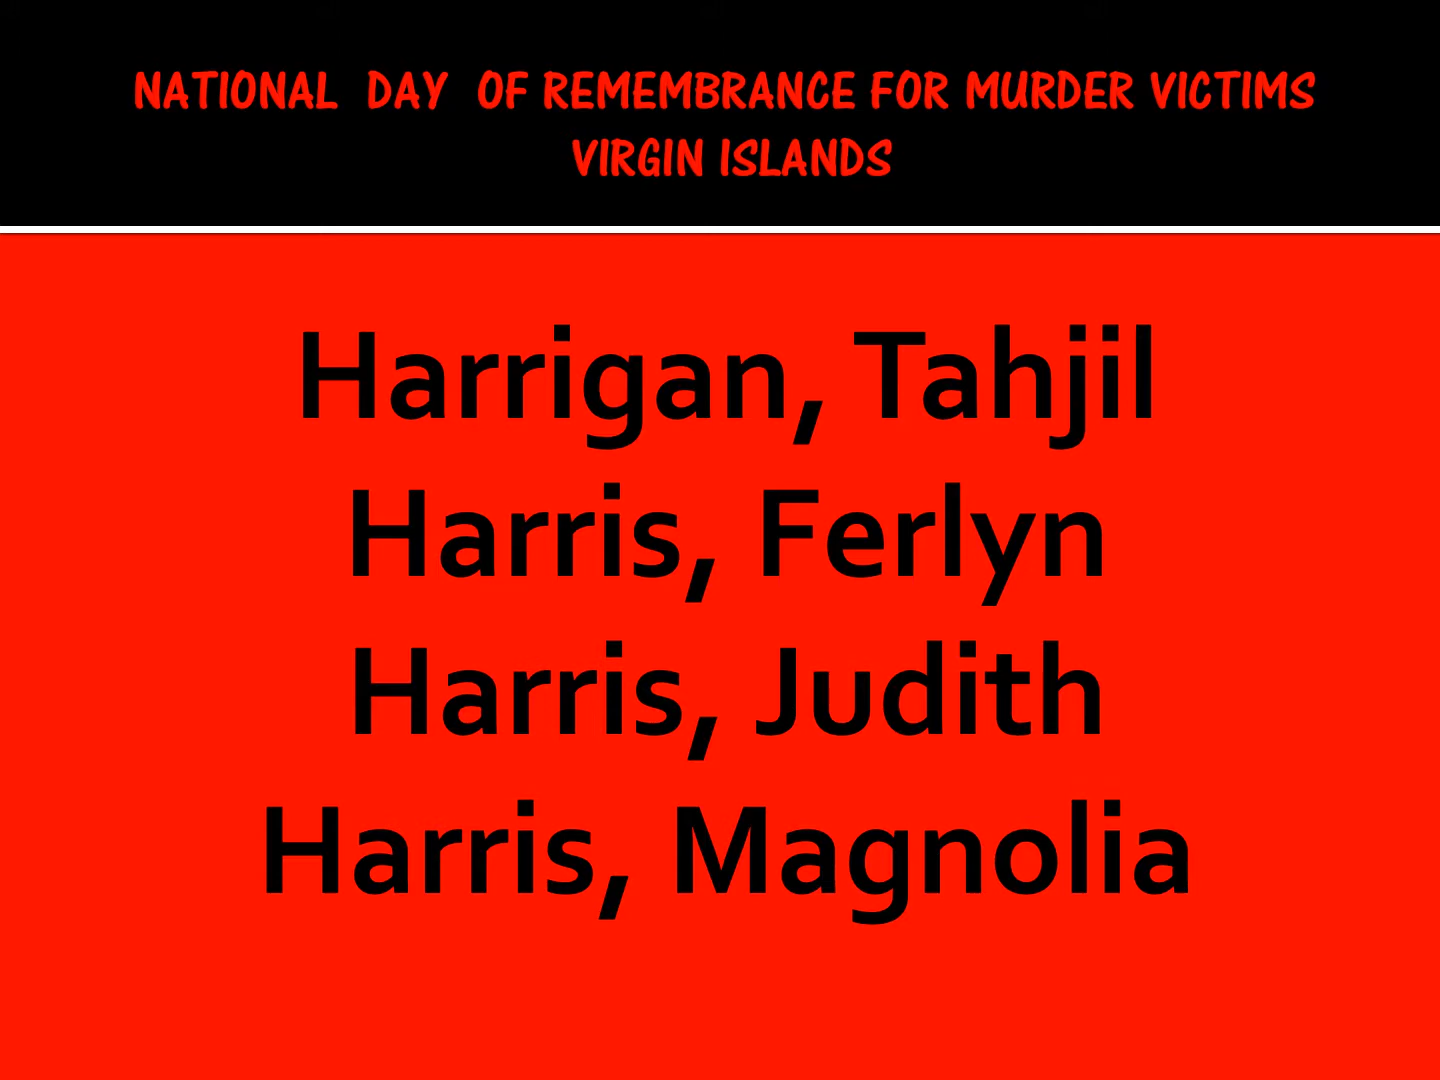 NATIONAL DAY OF REMEMBRANCE FOR MURDER VICTIMS
VIRGIN ISLANDS
Harrigan, Tahjil
Harris, Ferlyn
Harris, Judith
Harris, Magnolia